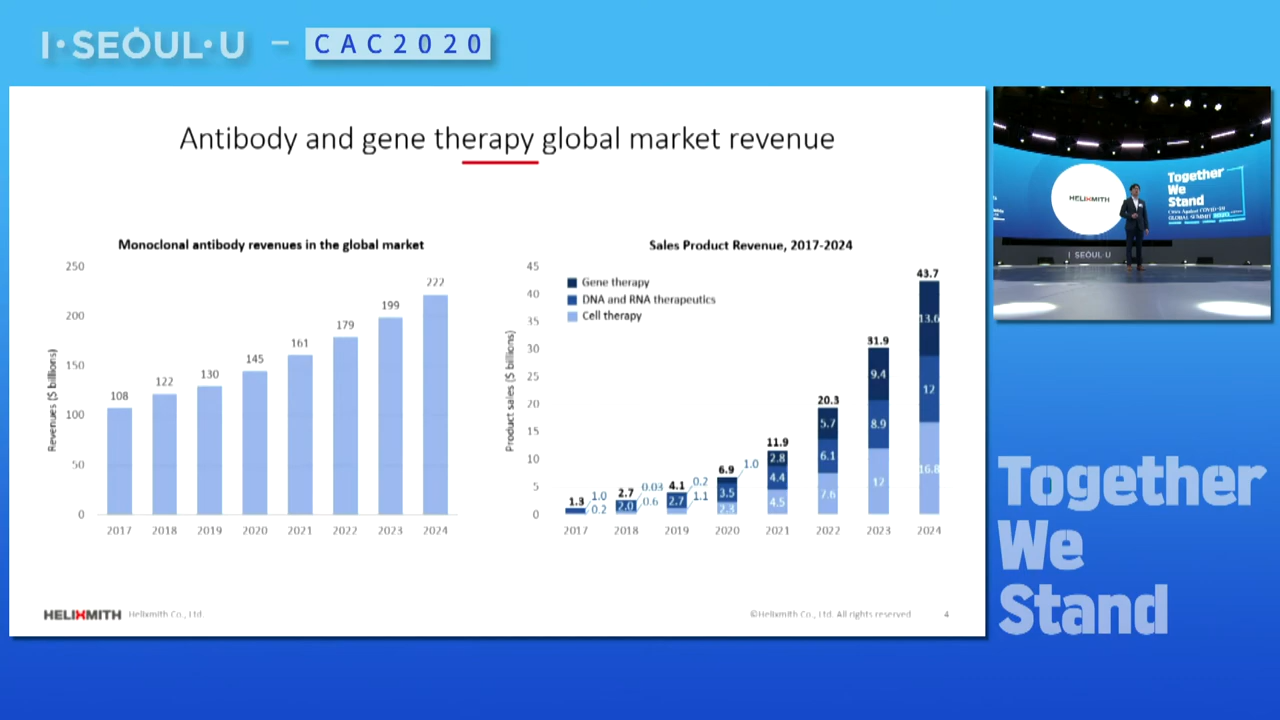 I·SEOUL·U – CAC2020
Antibody and gene therapy global market revenue
Monoclonal antibody revenues in the global market
Revenues ($ billions)
250
200
150
100
50
0
108
122
130
145
161
179
199
222
2017 2018 2019 2020 2021 2022 2023 2024
Sales Product Revenue, 2017-2024
Product sales ($ billions)
45
40
35
30
25
20
15
10
5
0
Gene therapy
DNA and RNA therapeutics
Cell therapy
1.3
1.0
0.2
2.7
0.03
2.0
0.6
4.1
0.2
2.7
1.1
6.9
1.0
3.5
2.3
11.9
2.8
4.4
4.5
20.3
5.7
6.1
7.6
31.9
9.4
8.9
12
43.7
13.6
12
16.8
2017 2018 2019 2020 2021 2022 2023 2024
HELIXMITH Helixmith Co., Ltd.
©Helixmith Co., Ltd. All rights reserved
4
HELIXMITH
Together
We
Stand
Cities Against COVID-19
GLOBAL SUMMIT
I SEOUL U
Together
We
Stand